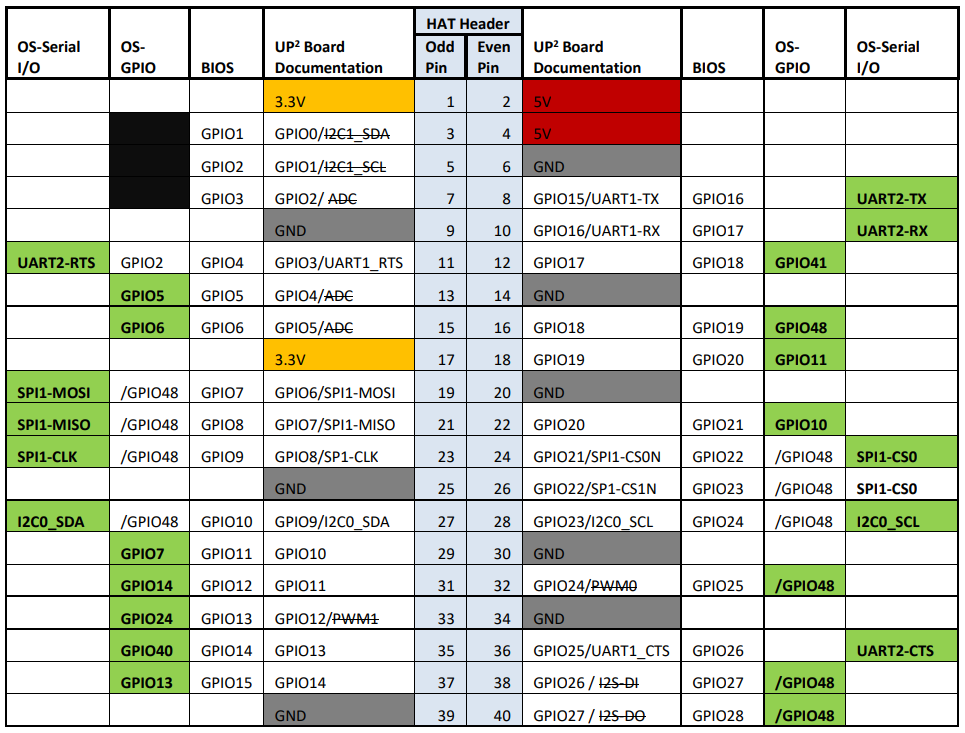 HAT Header
OS-Serial I/O OS-GPIO BIOS UP² Board Documentation Odd Pin Even Pin UP² Board Documentation BIOS OS-GPIO OS-Serial I/O
3.3V 1 2 5V
GPIO1 GPIO0/I2C1_SDA 3 4 5V
GPIO2 GPIO1/I2C1_SCL 5 6 GND
GPIO3 GPIO2/ ADC 7 8 GPIO15/UART1-TX GPIO16 UART2-TX
GND 9 10 GPIO16/UART1-RX GPIO17 UART2-RX
UART2-RTS GPIO2 GPIO4 GPIO3/UART1_RTS 11 12 GPIO17 GPIO18 GPIO41
GPIO5 GPIO5 GPIO4/ADC 13 14 GND
GPIO6 GPIO6 GPIO5/ADC 15 16 GPIO18 GPIO19 GPIO48
3.3V 17 18 GPIO19 GPIO20 GPIO11
SPI1-MOSI /GPIO48 GPIO7 GPIO6/SPI1-MOSI 19 20 GND
SPI1-MISO /GPIO48 GPIO8 GPIO7/SPI1-MISO 21 22 GPIO20 GPIO21 GPIO10
SPI1-CLK /GPIO48 GPIO9 GPIO8/SP1-CLK 23 24 GPIO21/SPI1-CS0N GPIO22 /GPIO48 SPI1-CS0
GND 25 26 GPIO22/SP1-CS1N GPIO23 /GPIO48 SPI1-CS0
I2C0_SDA /GPIO48 GPIO10 GPIO9/I2C0_SDA 27 28 GPIO23/I2C0_SCL GPIO24 /GPIO48 I2C0_SCL
GPIO7 GPIO11 GPIO10 29 30 GND
GPIO14 GPIO12 GPIO11 31 32 GPIO24/PWM0 GPIO25 /GPIO48
GPIO24 GPIO13 GPIO12/PWM1 33 34 GND
GPIO40 GPIO14 GPIO13 35 36 GPIO25/UART1_CTS GPIO26 UART2-CTS
GPIO13 GPIO15 GPIO14 37 38 GPIO26 / I2S-DI GPIO27 /GPIO48
GND 39 40 GPIO27 / I2S-DO GPIO28 /GPIO48